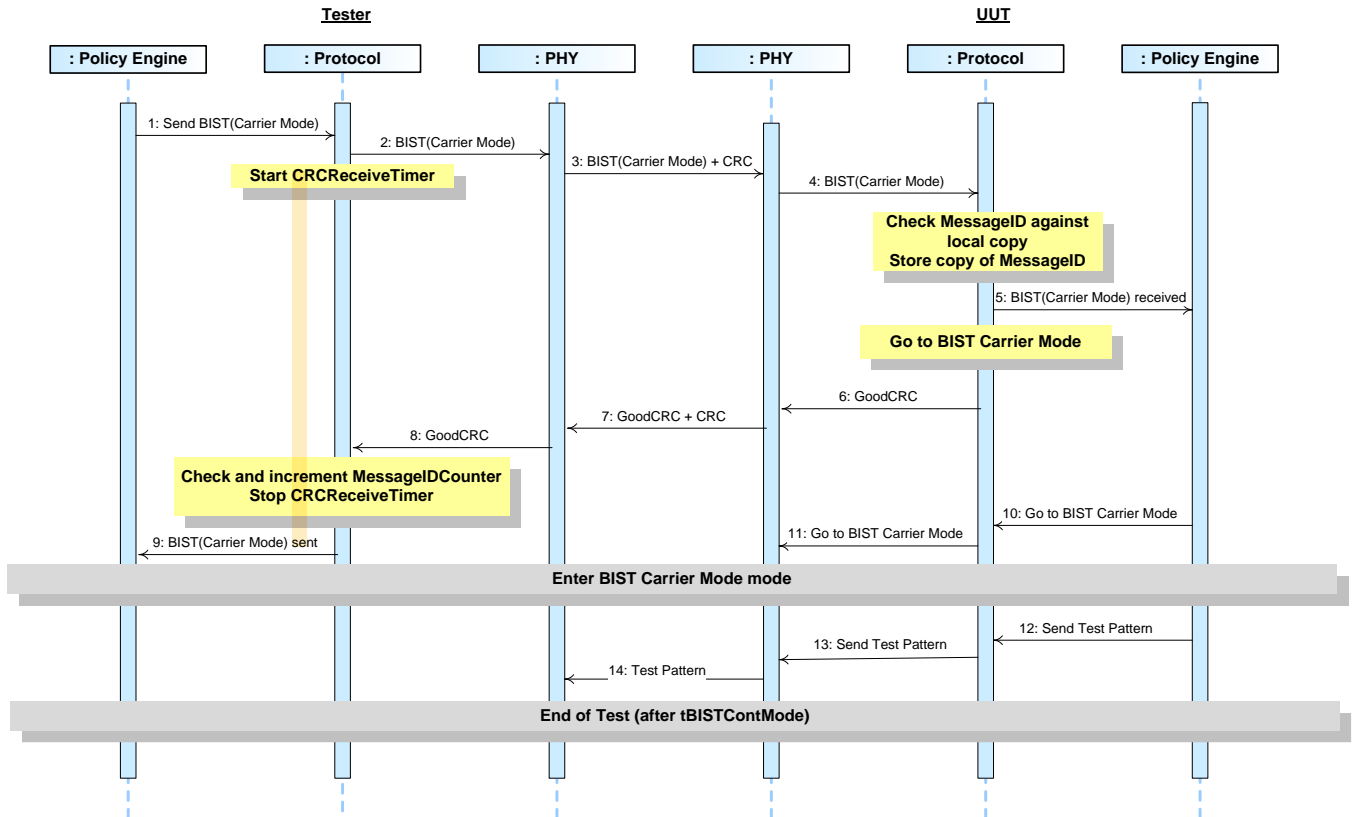 Tester
UUT
: Policy Engine
: Protocol
: PHY
: PHY
: Protocol
: Policy Engine
1: Send BIST(Carrier Mode)
2: BIST(Carrier Mode)
3: BIST(Carrier Mode) + CRC
Start CRCReceiveTimer
4: BIST(Carrier Mode)
Check MessageID against
local copy
Store copy of MessageID
5: BIST(Carrier Mode) received
Go to BIST Carrier Mode
6: GoodCRC
7: GoodCRC + CRC
8: GoodCRC
Check and increment MessageIDCounter
Stop CRCReceiveTimer
10: Go to BIST Carrier Mode
11: Go to BIST Carrier Mode
9: BIST(Carrier Mode) sent
Enter BIST Carrier Mode mode
12: Send Test Pattern
13: Send Test Pattern
14: Test Pattern
End of Test (after tBISTContMode)